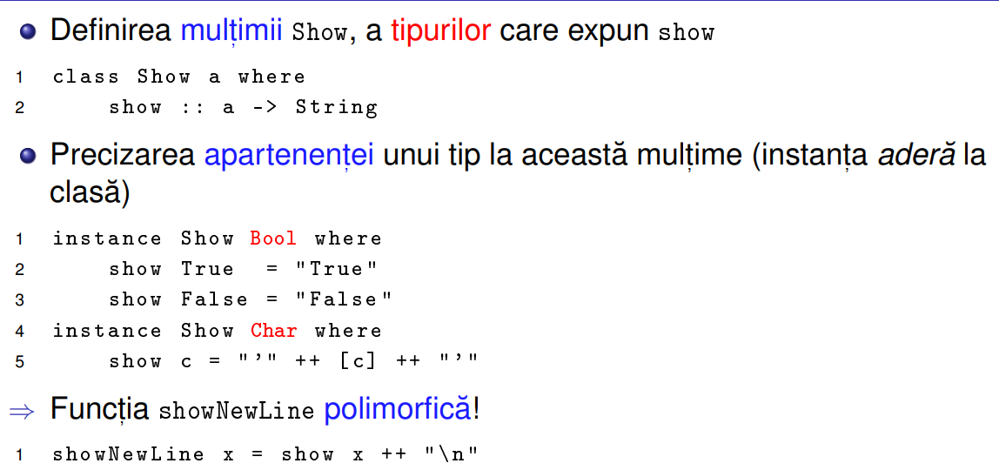 Definirea mulțimii Show, a tipurilor care expun show
1 class Show a where
2 show :: a -> String
Precizarea apartenenței unui tip la această mulțime (instanța aderă la
clasă)
1 instance Show Bool where
2 show True = "True"
3 show False = "False"
4 instance Show Char where
5 show c = "’" ++ [c] ++ "’"
⇒ Funcția showNewLine polimorfică!
1 showNewLine x = show x ++ "\n"